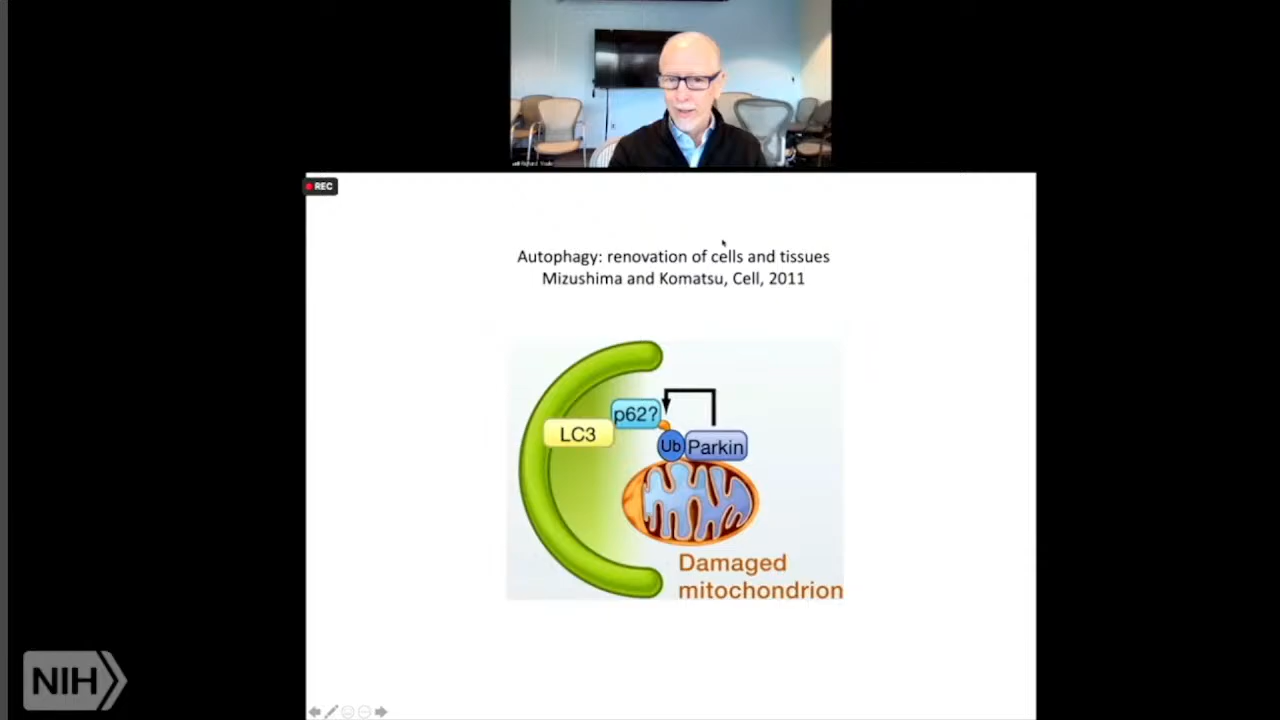 REC
Autophagy: renovation of cells and tissues
Mizushima and Komatsu, Cell, 2011
p62?
LC3
Ub
Parkin
Damaged
mitochondrion
NIH